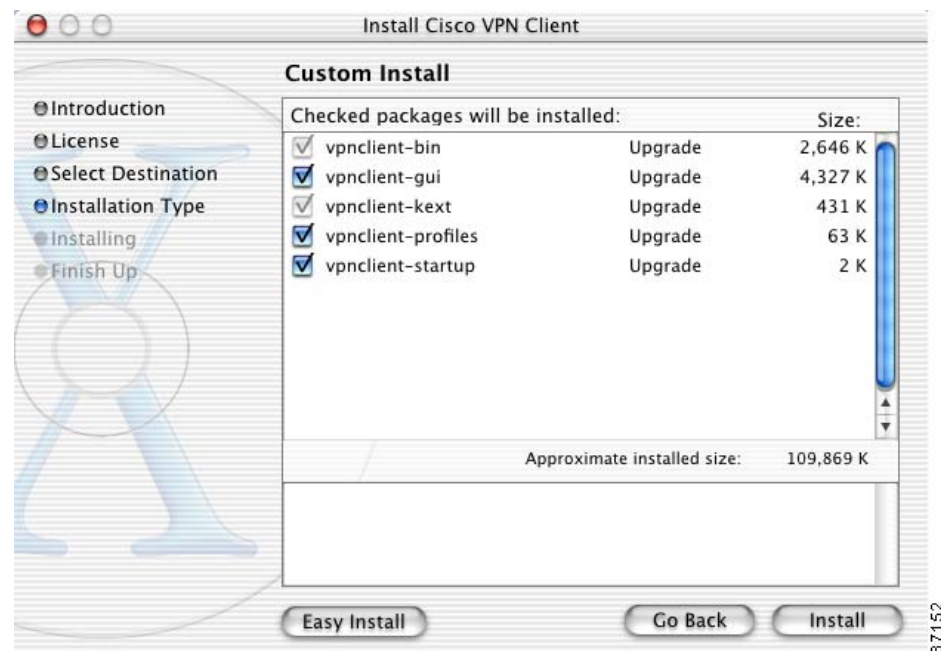 Install Cisco VPN Client
Custom Install
Introduction
License
Select Destination
Installation Type
Installing
Finish Up
Checked packages will be installed: Size:
vpnclient-bin Upgrade 2,646 K
vpnclient-gui Upgrade 4,327 K
vpnclient-kext Upgrade 431 K
vpnclient-profiles Upgrade 63 K
vpnclient-startup Upgrade 2 K
Approximate installed size: 109,869 K
Easy Install Go Back Install
87152